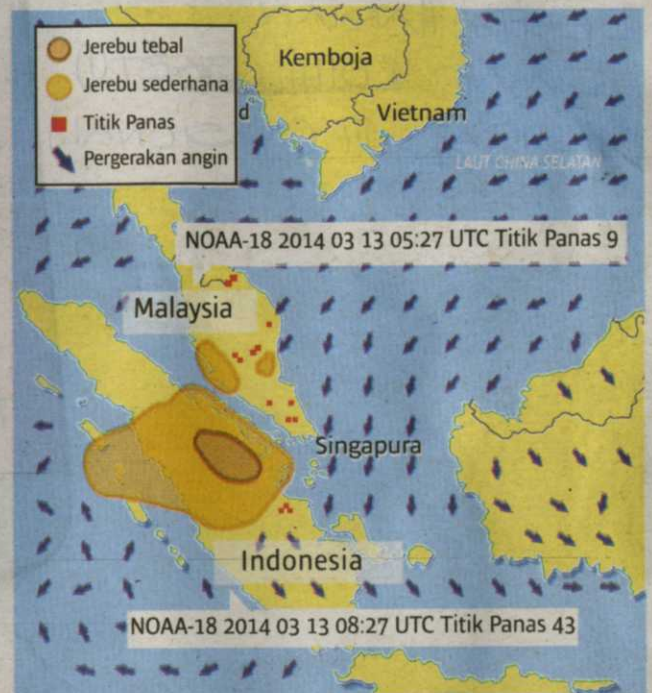 Jerebu tebal
Jerebu sederhana
Titik Panas
Pergerakan angin
Kemboja
d
Vietnam
LAUT CHINA SELATAN
NOAA-18 2014 03 13 05:27 UTC Titik Panas 9
Malaysia
Singapura
Indonesia
NOAA-18 2014 03 13 08:27 UTC Titik Panas 43